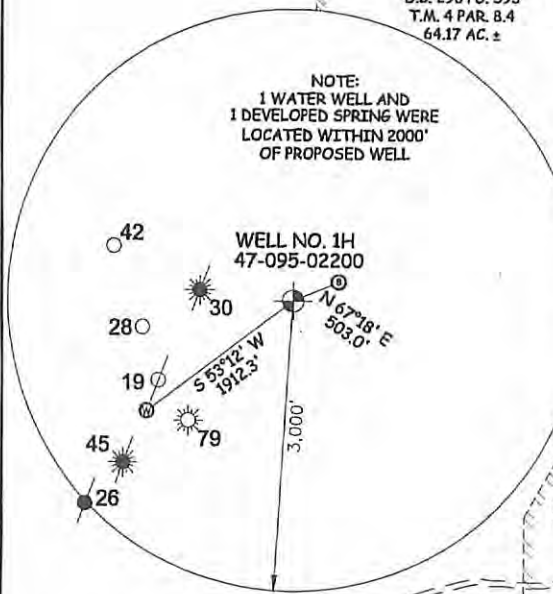 T.M. 4 PAR. 8.4
64.17 AC. ±
NOTE:
1 WATER WELL AND
1 DEVELOPED SPRING WERE
LOCATED WITHIN 2000'
OF PROPOSED WELL
42
WELL NO. 1H
47-095-02200
30
N 67°18' E
503.0'
28
S 53°12' W
1912.3'
19
W
79
3,000'
45
26